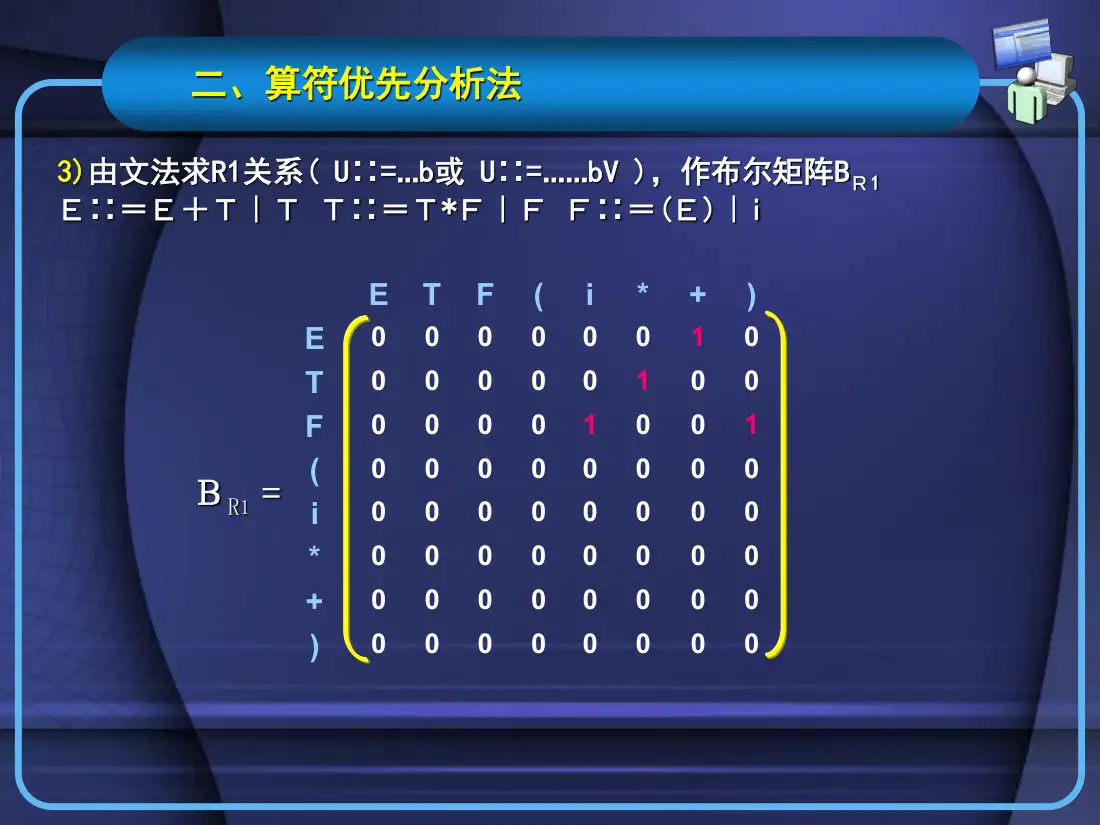 二、算符优先分析法
3)由文法求R1关系( U∷=…b或 U∷=……bV ), 作布尔矩阵BR1
E∷=E+T|T T∷=T*F|F F∷=(E)|i
E T F ( i * + )
E 0 0 0 0 0 0 1 0
T 0 0 0 0 0 1 0 0
F 0 0 0 0 1 0 0 1
( 0 0 0 0 0 0 0 0
BR1 =
i 0 0 0 0 0 0 0 0
* 0 0 0 0 0 0 0 0
+ 0 0 0 0 0 0 0 0
) 0 0 0 0 0 0 0 0